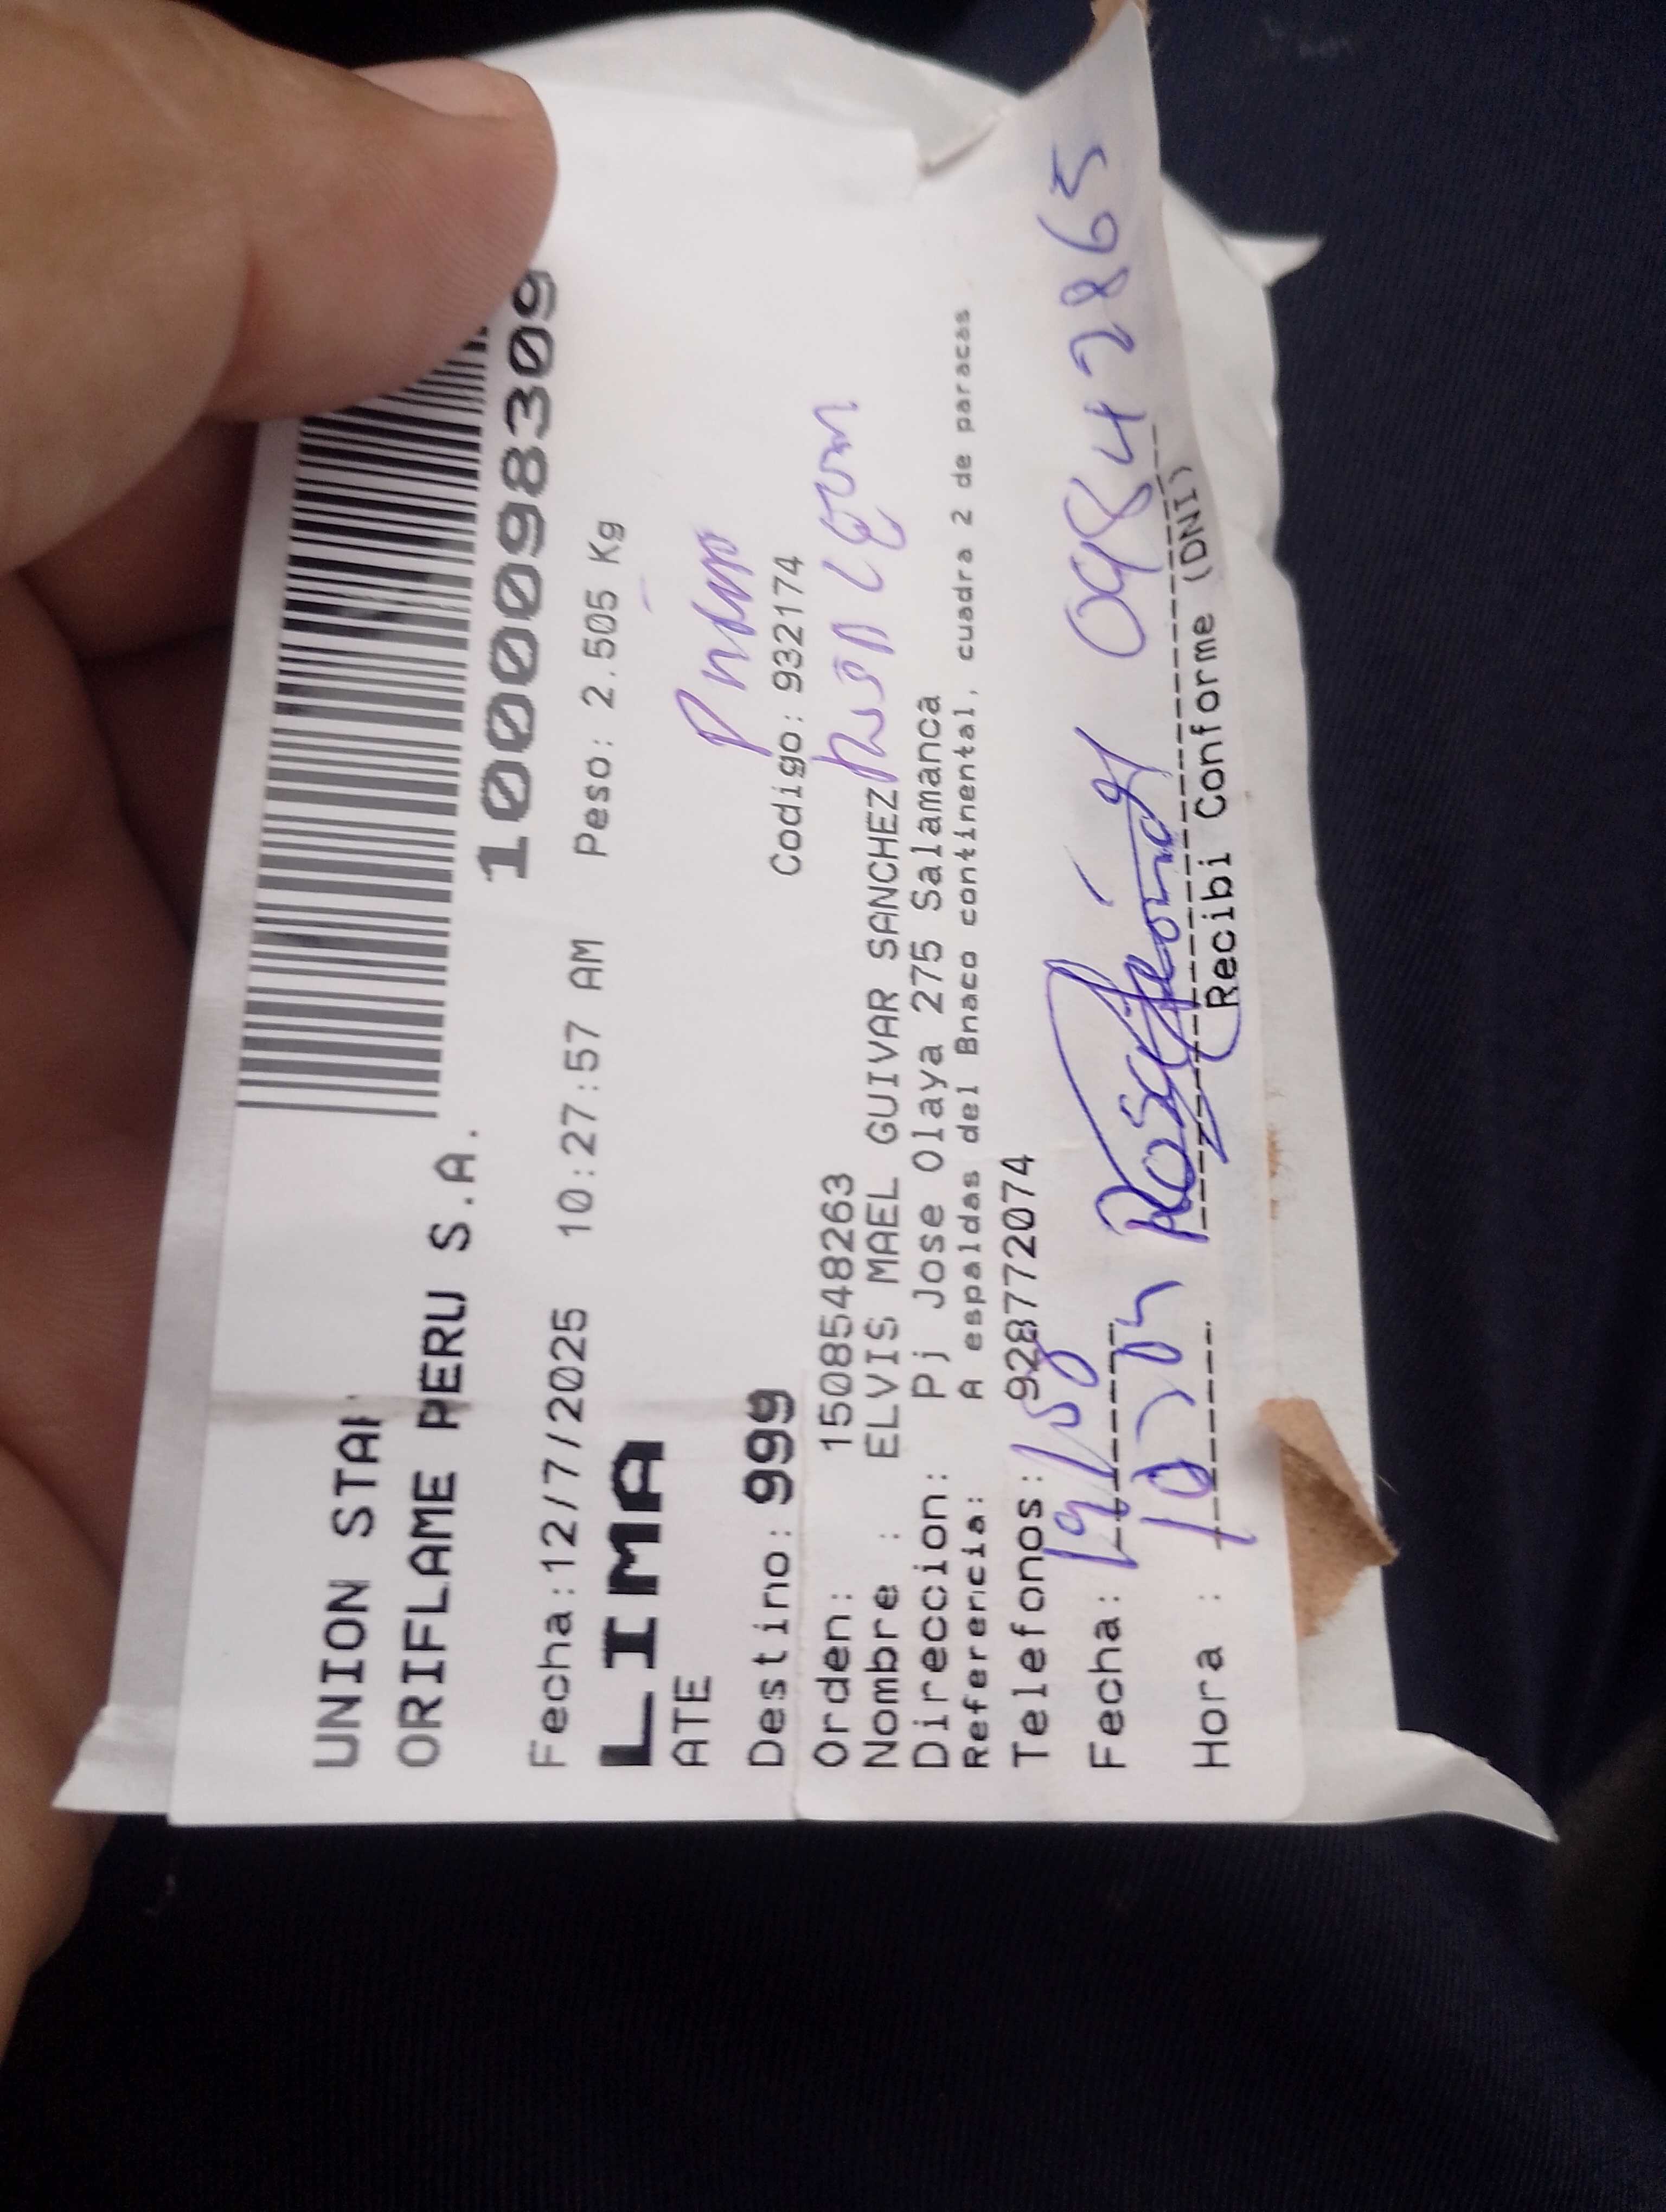 UNION STAR
ORIFLAME PERU S.A.
1000098309
Fecha:12/7/2025 10:27:57 AM Peso: 2.505 Kg
LIMA
ATE
Destino: 999
Codigo: 932174
Orden: 1508548263
Nombre : ELVIS MAEL GUIVAR SANCHEZ
Direccion: Pj Jose Olaya 275 Salamanca
Referencia: A espaldas del Bnaco continental, cuadra 2 de paracas
Telefonos: 928772074
Fecha:
09842865
Hora :
Recibi Conforme (DNI)